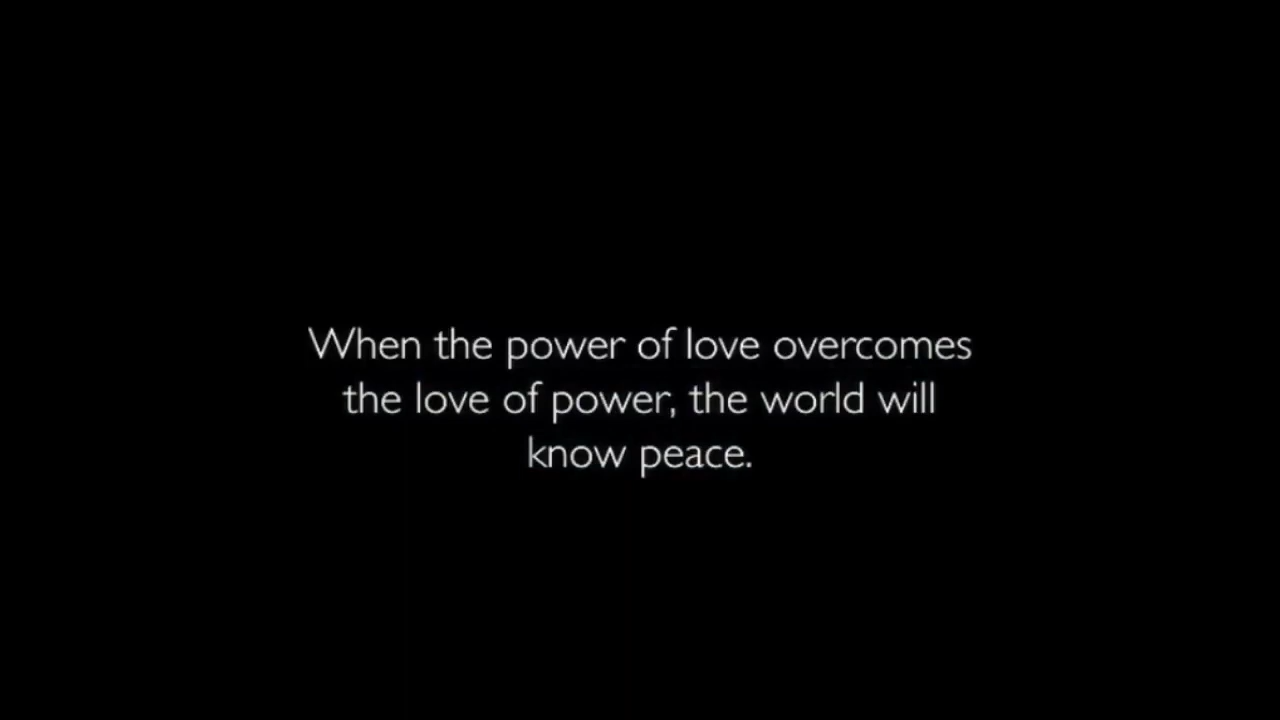 When the power of love overcomes
the love of power, the world will
know peace.